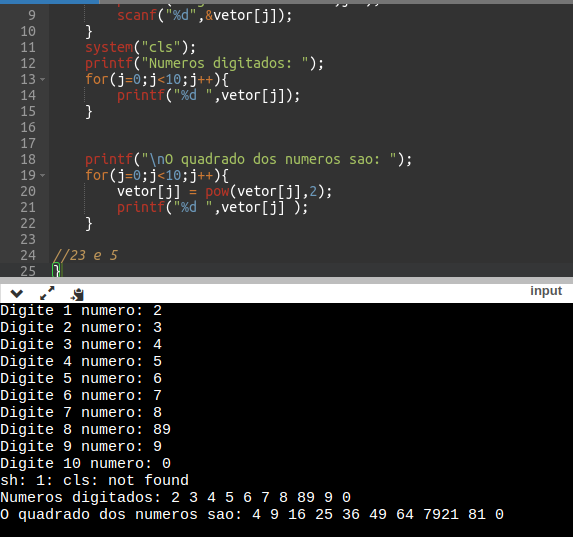 9 scanf("%d",&vetor[j]);
10 }
11 system("cls");
12 printf("Numeros digitados: ");
13 for(j=0;j<10;j++){
14 printf("%d ",vetor[j]);
15 }
16
17
18 printf("\nO quadrado dos numeros sao: ");
19 for(j=0;j<10;j++){
20 vetor[j] = pow(vetor[j],2);
21 printf("%d ",vetor[j] );
22 }
23
24 //23 e 5
25 }
input
Digite 1 numero: 2
Digite 2 numero: 3
Digite 3 numero: 4
Digite 4 numero: 5
Digite 5 numero: 6
Digite 6 numero: 7
Digite 7 numero: 8
Digite 8 numero: 89
Digite 9 numero: 9
Digite 10 numero: 0
sh: 1: cls: not found
Numeros digitados: 2 3 4 5 6 7 8 89 9 0
O quadrado dos numeros sao: 4 9 16 25 36 49 64 7921 81 0